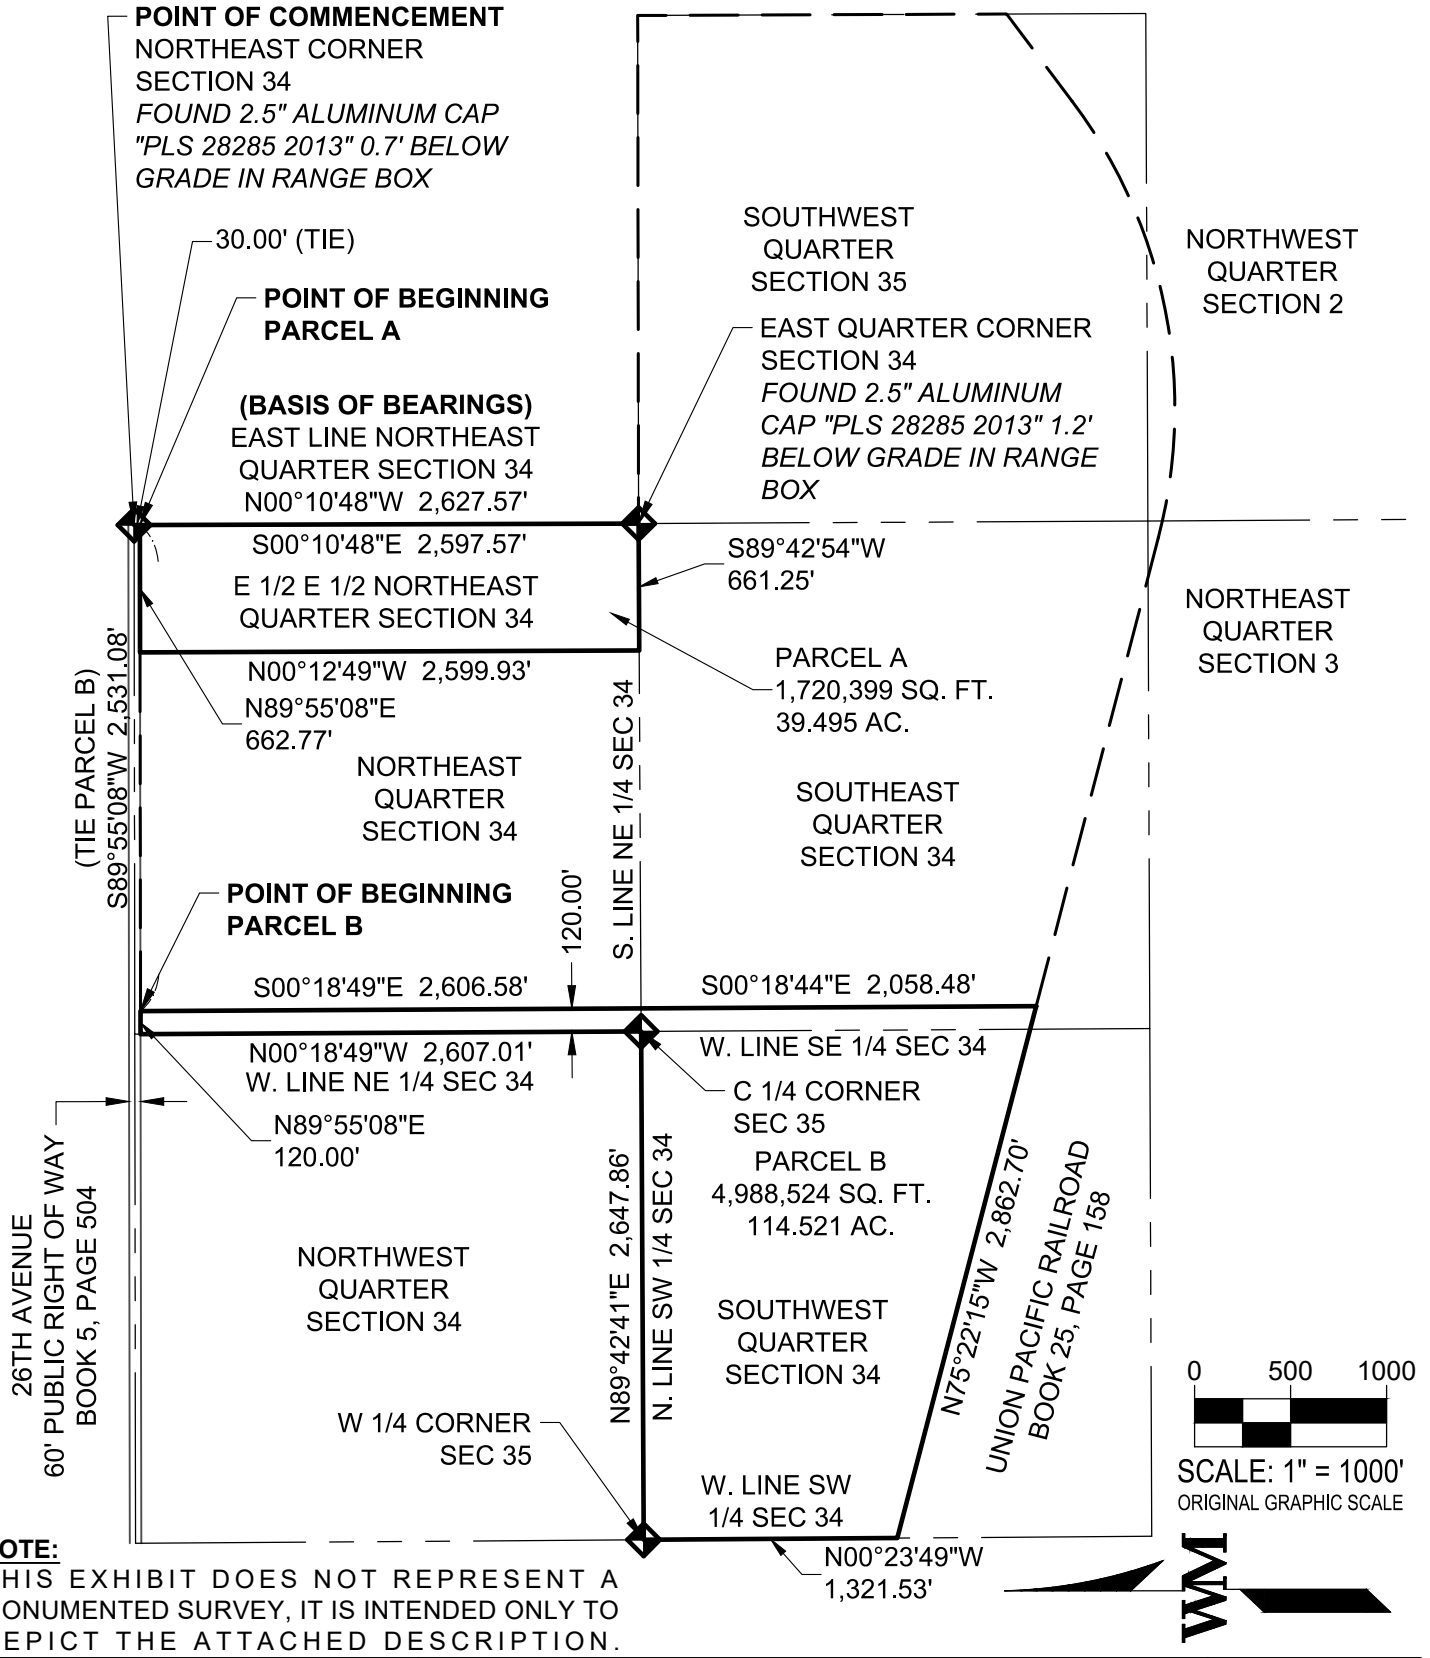 POINT OF COMMENCEMENT
NORTHEAST CORNER
SECTION 34
FOUND 2.5" ALUMINUM CAP
"PLS 28285 2013" 0.7' BELOW
GRADE IN RANGE BOX
30.00' (TIE)
POINT OF BEGINNING
PARCEL A
(BASIS OF BEARINGS)
EAST LINE NORTHEAST
QUARTER SECTION 34
N00°10'48"W 2,627.57'
S00°10'48"E 2,597.57'
E 1/2 E 1/2 NORTHEAST
QUARTER SECTION 34
N00°12'49"W 2,599.93'
N89°55'08"E
662.77'
SOUTHWEST
QUARTER
SECTION 35
NORTHWEST
QUARTER
SECTION 2
EAST QUARTER CORNER
SECTION 34
FOUND 2.5" ALUMINUM
CAP "PLS 28285 2013" 1.2'
BELOW GRADE IN RANGE
BOX
S89°42'54"W
661.25'
NORTHEAST
QUARTER
SECTION 3
PARCEL A
1,720,399 SQ. FT.
39.495 AC.
(TIE PARCEL B)
S89°55'08"W 2,531.08'
NORTHEAST
QUARTER
SECTION 34
S. LINE NE 1/4 SEC 34
SOUTHEAST
QUARTER
SECTION 34
POINT OF BEGINNING
PARCEL B
120.00'
S00°18'49"E 2,606.58'
S00°18'44"E 2,058.48'
N00°18'49"W 2,607.01'
W. LINE NE 1/4 SEC 34
W. LINE SE 1/4 SEC 34
N89°55'08"E
120.00'
C 1/4 CORNER
SEC 35
PARCEL B
4,988,524 SQ. FT.
114.521 AC.
26TH AVENUE
60' PUBLIC RIGHT OF WAY
BOOK 5, PAGE 504
NORTHWEST
QUARTER
SECTION 34
N89°42'41"E 2,647.86'
N. LINE SW 1/4 SEC 34
SOUTHWEST
QUARTER
SECTION 34
N75°22'15"W 2,862.70'
UNION PACIFIC RAILROAD
BOOK 25, PAGE 158
W 1/4 CORNER
SEC 35
W. LINE SW
1/4 SEC 34
N00°23'49"W
1,321.53'
0 500 1000
SCALE: 1" = 1000'
ORIGINAL GRAPHIC SCALE
WM
OTE:
HIS EXHIBIT DOES NOT REPRESENT A
ONUMENTED SURVEY, IT IS INTENDED ONLY TO
EPICT THE ATTACHED DESCRIPTION.